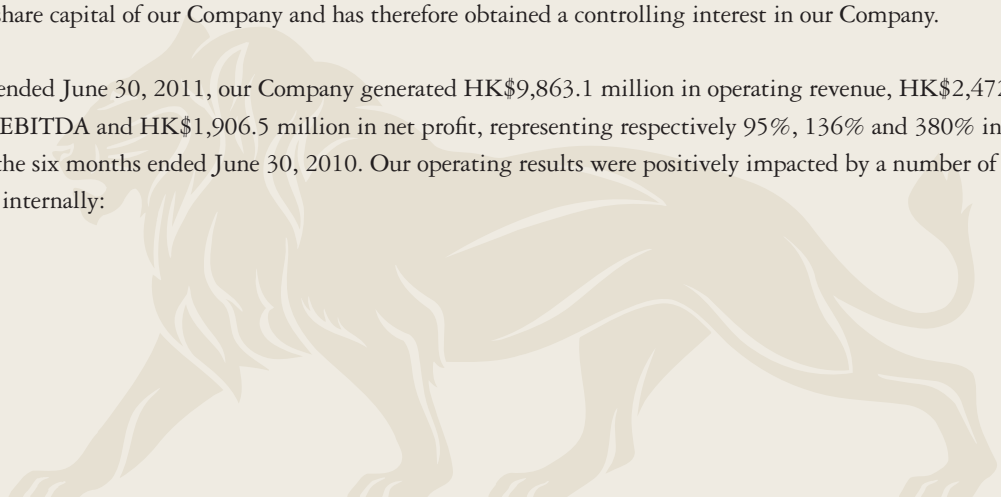 share capital of our Company and has therefore obtained a controlling interest in our Company.
ended June 30, 2011, our Company generated HK$9,863.1 million in operating revenue, HK$2,472
EBITDA and HK$1,906.5 million in net profit, representing respectively 95%, 136% and 380% in
the six months ended June 30, 2010. Our operating results were positively impacted by a number of
internally: